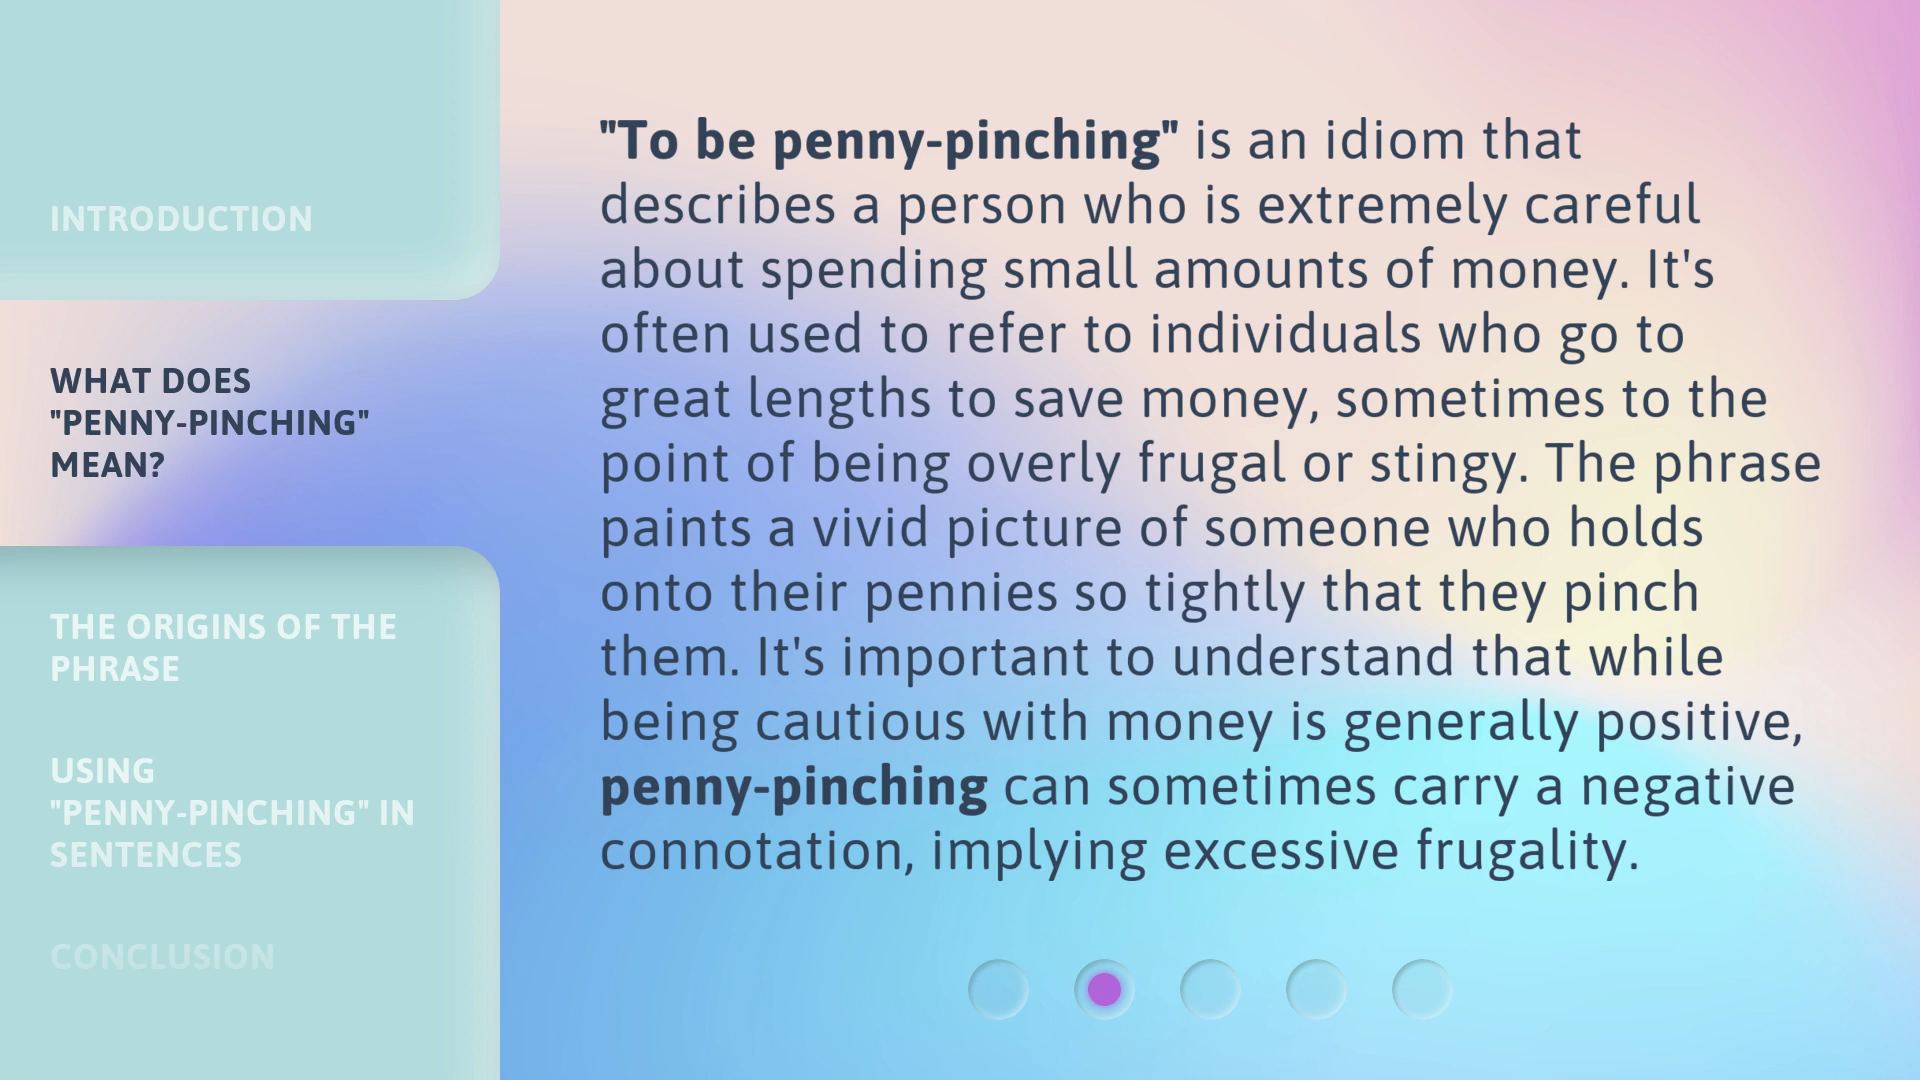 INTRODUCTION
WHAT DOES
"PENNY-PINCHING"
MEAN?
THE ORIGINS OF THE
PHRASE
USING
"PENNY-PINCHING" IN
SENTENCES
CONCLUSION
"To be penny-pinching" is an idiom that
describes a person who is extremely careful
about spending small amounts of money. It's
often used to refer to individuals who go to
great lengths to save money, sometimes to the
point of being overly frugal or stingy. The phrase
paints a vivid picture of someone who holds
onto their pennies so tightly that they pinch
them. It's important to understand that while
being cautious with money is generally positive,
penny-pinching can sometimes carry a negative
connotation, implying excessive frugality.